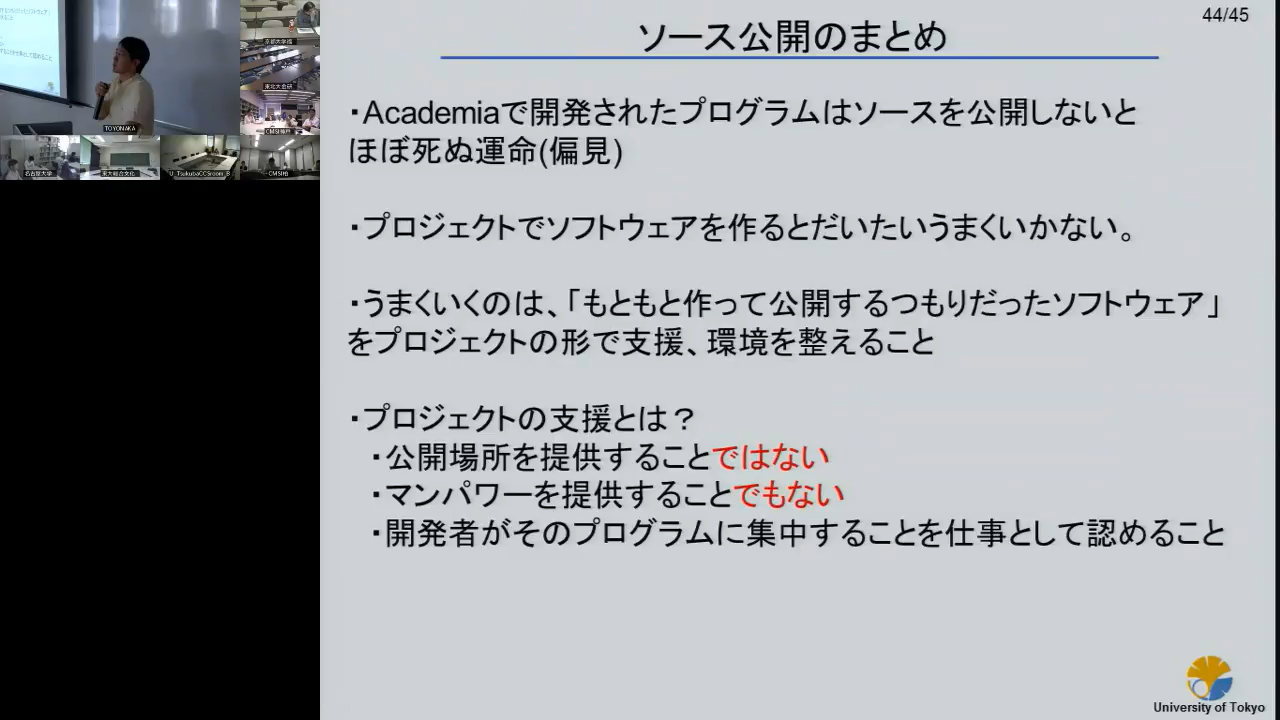 44/45
ソース公開のまとめ
・Academiaで開発されたプログラムはソースを公開しないと
ほぼ死ぬ運命(偏見)
・プロジェクトでソフトウェアを作るとだいたいうまくいかない。
・うまくいくのは、「もともと作って公開するつもりだったソフトウェア」
をプロジェクトの形で支援、環境を整えること
・プロジェクトの支援とは？
・公開場所を提供することではない
・マンパワーを提供することでもない
・開発者がそのプログラムに集中することを仕事として認めること
University of Tokyo
TOYONAKA
名古屋大学
東大総合文化
U_TsukubaCCSroom_B
CMSI柏